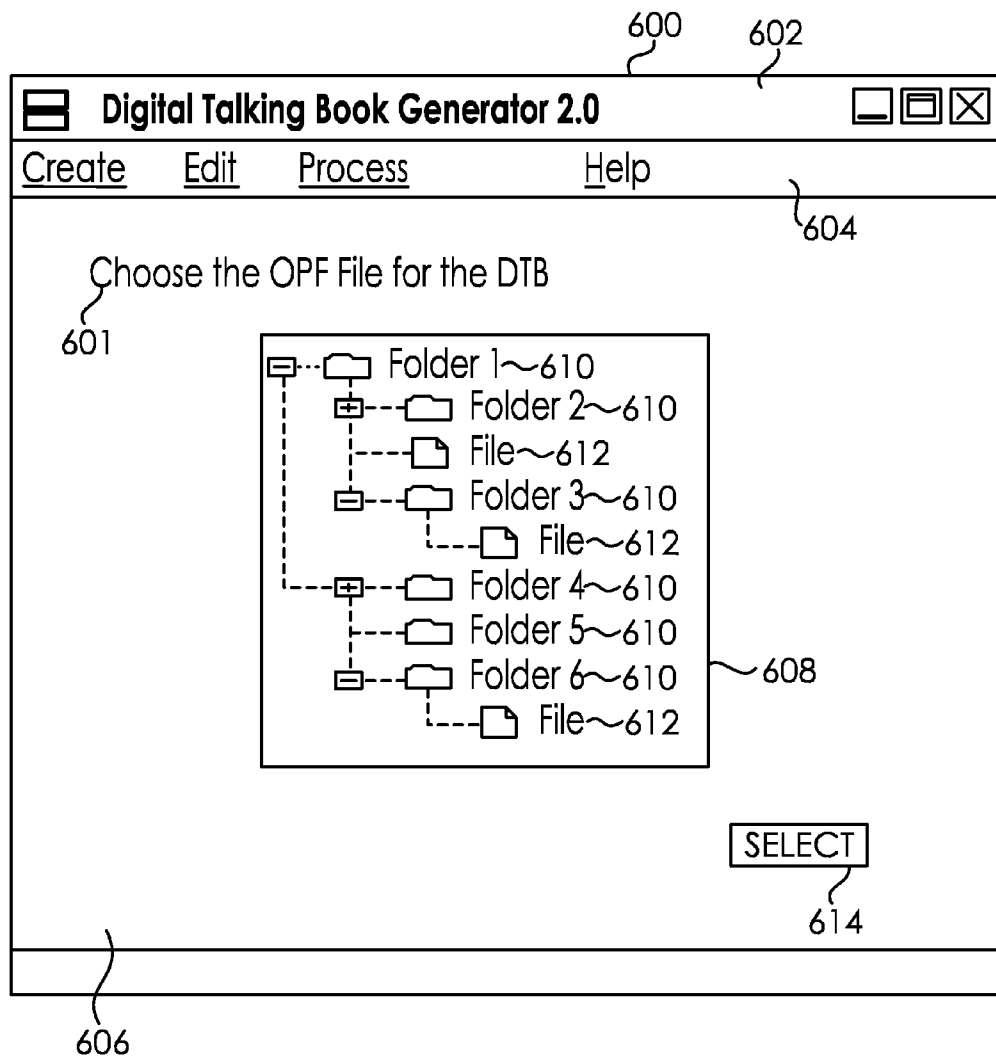 600
602
Digital Talking Book Generator 2.0
Create Edit Process Help
604
Choose the OPF File for the DTB
601
Folder 1~610
Folder 2~610
File~612
Folder 3~610
File~612
Folder 4~610
Folder 5~610
Folder 6~610
608
File~612
SELECT
614
606